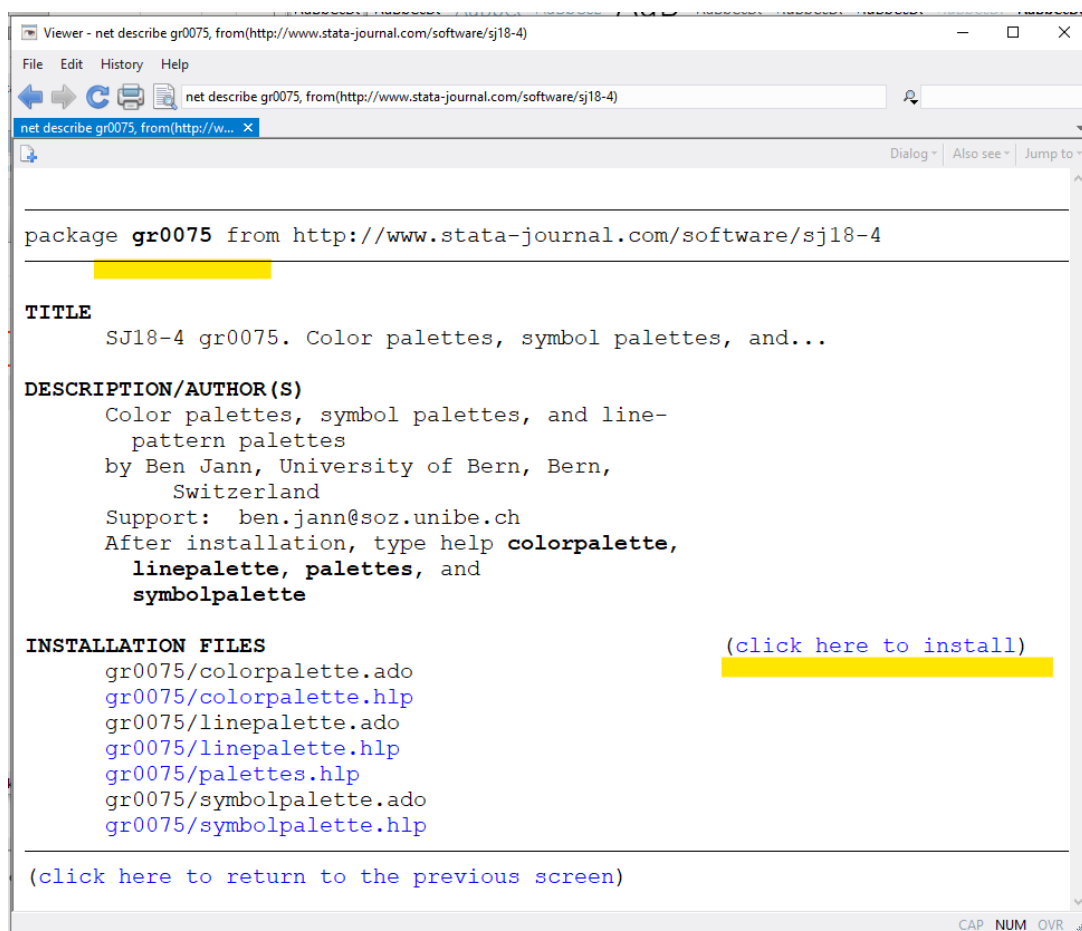 Viewer - net describe gr0075, from(http://www.stata-journal.com/software/sj18-4)
File Edit History Help
net describe gr0075, from(http://www.stata-journal.com/software/sj18-4)
net describe gr0075, from(http://w...
Dialog Also see Jump to
package gr0075 from http://www.stata-journal.com/software/sj18-4
TITLE
SJ18-4 gr0075. Color palettes, symbol palettes, and...
DESCRIPTION/AUTHOR(S)
Color palettes, symbol palettes, and line-
pattern palettes
by Ben Jann, University of Bern, Bern,
Switzerland
Support: ben.jann@soz.unibe.ch
After installation, type help colorpalette,
linepalette, palettes, and
symbolpalette
INSTALLATION FILES (click here to install)
gr0075/colorpalette.ado
gr0075/colorpalette.hlp
gr0075/linepalette.ado
gr0075/linepalette.hlp
gr0075/palettes.hlp
gr0075/symbolpalette.ado
gr0075/symbolpalette.hlp
(click here to return to the previous screen)
CAP NUM OVR